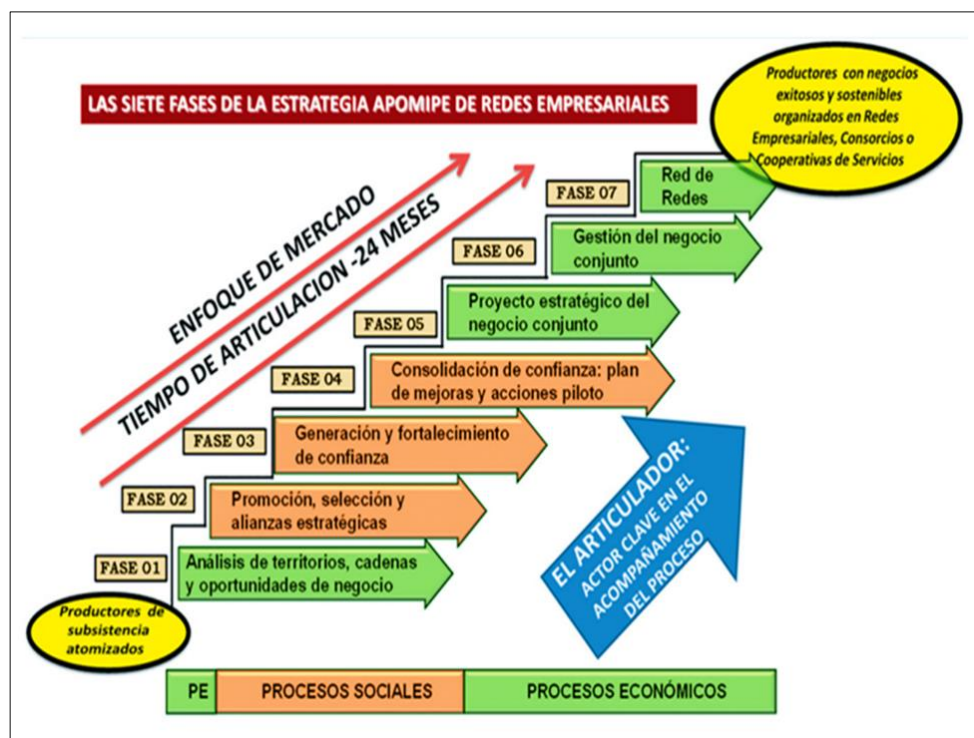 LAS SIETE FASES DE LA ESTRATEGIA APOMIPE DE REDES EMPRESARIALES
Productores con negocios
exitosos y sostenibles
organizados en Redes
Empresariales, Consorcios o
Cooperativas de Servicios
ENFOQUE DE MERCADO
TIEMPO DE ARTICULACION -24 MESES
FASE 07
Red de
Redes
FASE 06
Gestión del negocio
conjunto
FASE 05
Proyecto estratégico del
negocio conjunto
FASE 04
Consolidación de confianza: plan
de mejoras y acciones piloto
FASE 03
Generación y fortalecimiento
de confianza
FASE 02
Promoción, selección y
alianzas estratégicas
FASE 01
Análisis de territorios, cadenas
y oportunidades de negocio
Productores de
subsistencia
atomizados
EL ARTICULADOR:
ACTOR CLAVE EN EL
ACOMPAÑAMIENTO
DEL PROCESO
PE
PROCESOS SOCIALES
PROCESOS ECONÓMICOS